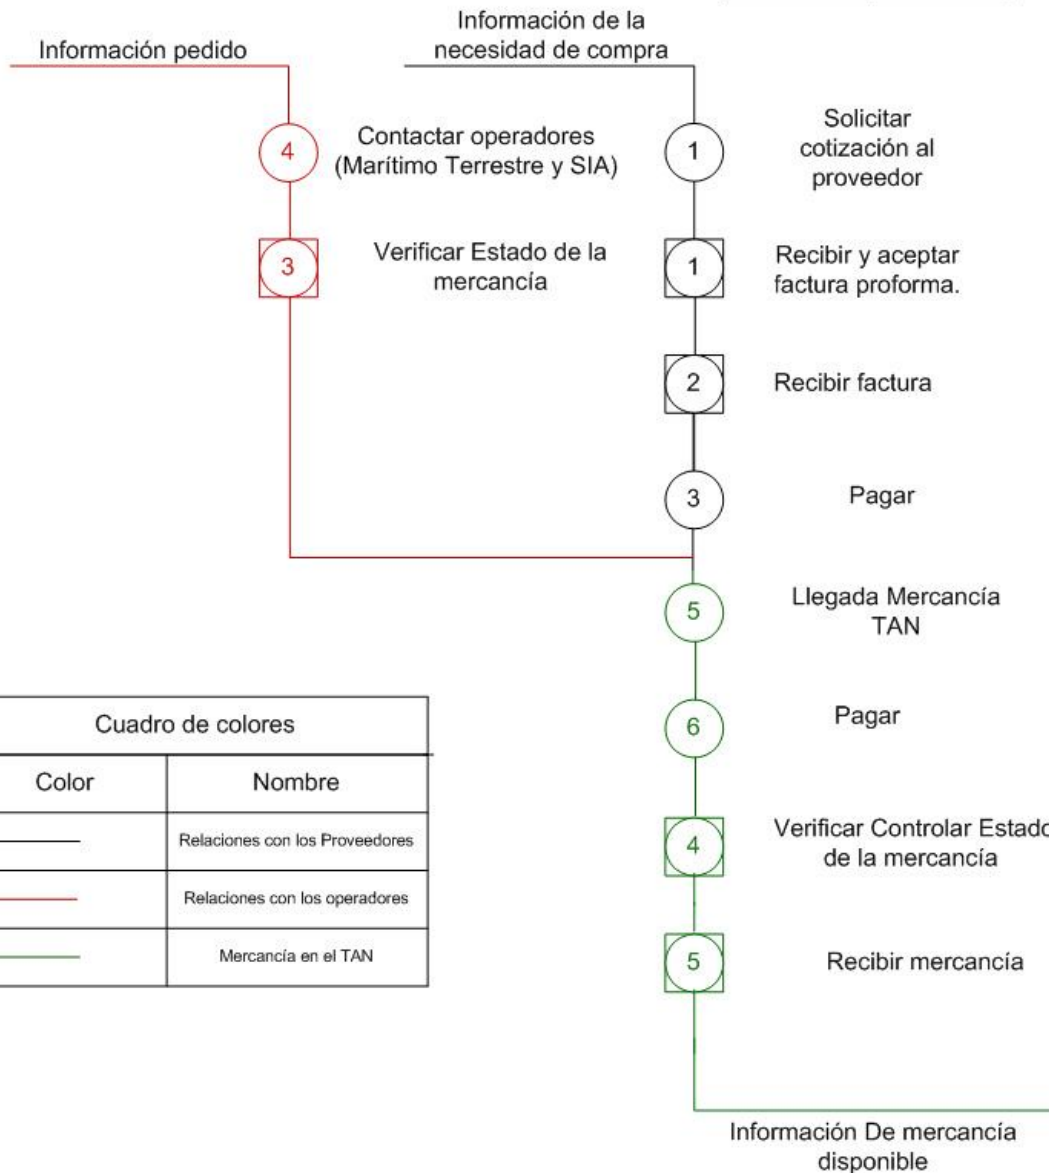 Información de la
necesidad de compra
Información pedido
4
Contactar operadores
(Marítimo Terrestre y SIA)
1
Solicitar
cotización al
proveedor
3
Verificar Estado de la
mercancía
1
Recibir y aceptar
factura proforma.
2
Recibir factura
3
Pagar
5
Llegada Mercancía
TAN
6
Pagar
4
Verificar Controlar Estado
de la mercancía
5
Recibir mercancía
Información De mercancía
disponible
Cuadro de colores
Color
Nombre
Relaciones con los Proveedores
Relaciones con los operadores
Mercancía en el TAN